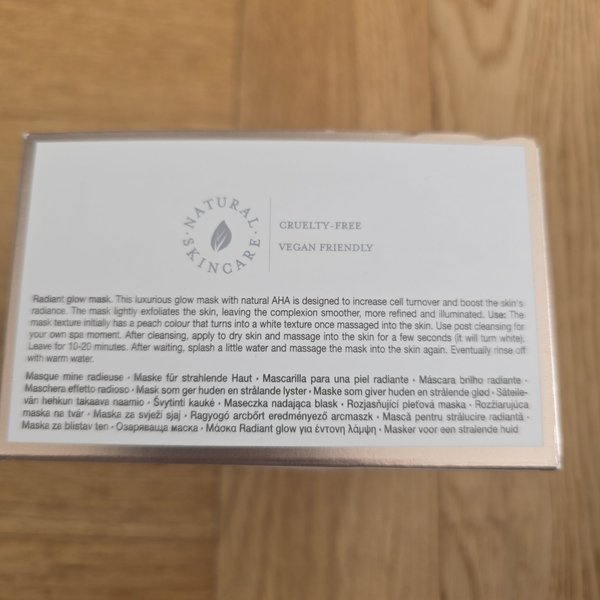 · NATURAL ·
SKINCARE
CRUELTY-FREE
VEGAN FRIENDLY
Radiant glow mask. This luxurious glow mask with natural AHA is designed to increase cell turnover and boost the skin's
radiance. The mask lightly exfoliates the skin, leaving the complexion smoother, more refined and illuminated. Use: The
mask texture initially has a peach colour that turns into a white texture once massaged into the skin. Use post cleansing for
your own spa moment. After cleansing, apply to dry skin and massage into the skin for a few seconds (it will turn white).
Leave for 10-20 minutes. After waiting, splash a little water and massage the mask into the skin again. Eventually rinse off
with warm water.
Masque mine radieuse · Maske für strahlende Haut · Mascarilla para una piel radiante · Máscara brilho radiante ·
Maschera effetto radioso · Mask som ger huden en strålande lyster · Maske som giver huden en strålende glød · Säteile-
vän hehkun takaava naamio · Švytinti kaukė · Maseczka nadająca blask · Rozjasňující pleťová maska · Rozžiarujúca
maska na tvár · Maska za svježi sjaj · Ragyogó arcbőrt eredményező arcmaszk · Mască pentru strălucire radiantă ·
Maska za blistav ten · Озаряваща маска · Μάσκα Radiant glow για έντονη λάμψη · Masker voor een stralende huid